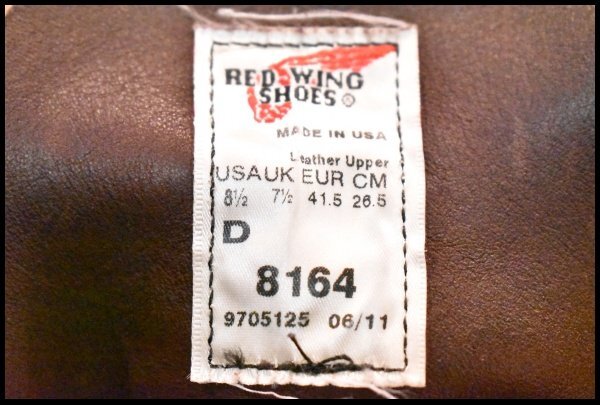 RED WING
SHOES®
MADE IN USA
Leather Upper
USA UK EUR CM
8½ 7½ 41.5 26.5
D
8164
9705125 06/11